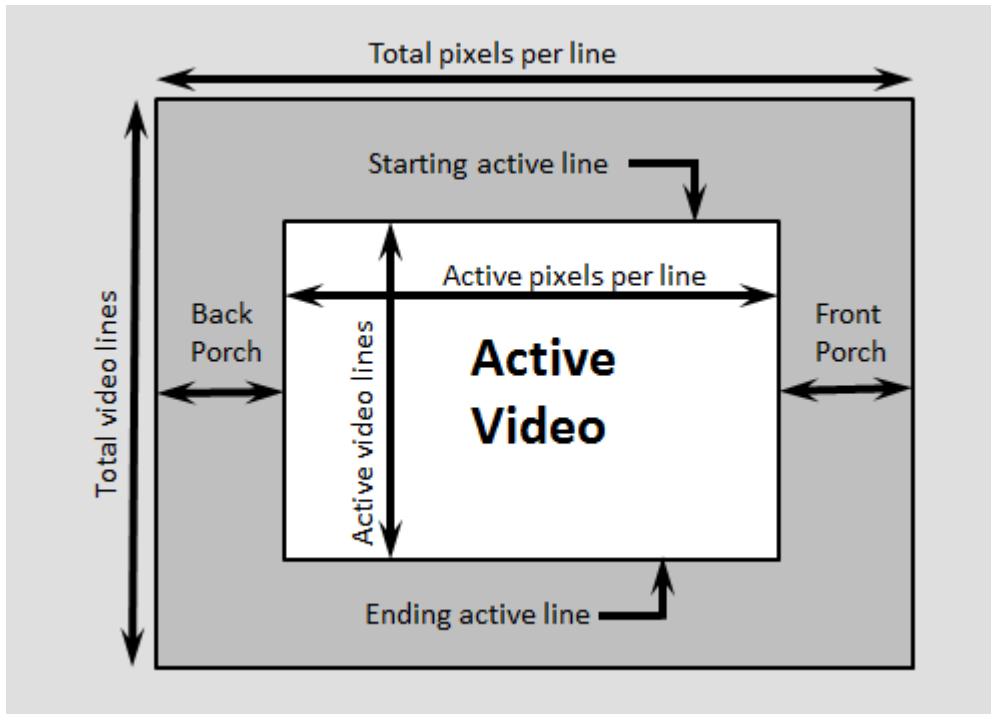 Total pixels per line
Starting active line
Active pixels per line
Back
Porch
Front
Porch
Total video lines
Active video lines
Active
Video
Ending active line